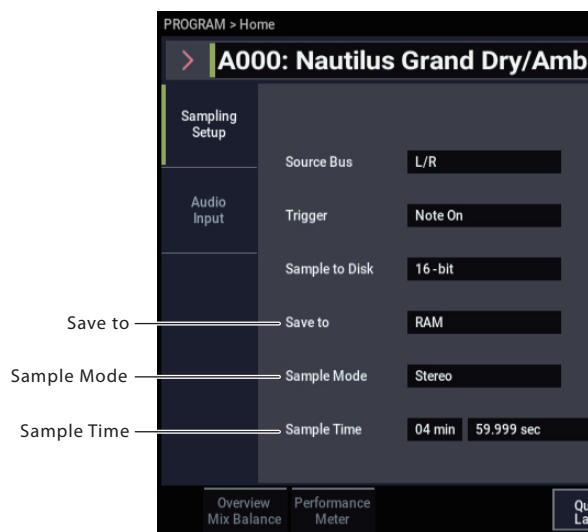 PROGRAM > Home
A000: Nautilus Grand Dry/Amb
Sampling
Setup
Source Bus L/R
Audio
Input
Trigger Note On
Sample to Disk 16-bit
Save to Save to RAM
Sample Mode Sample Mode Stereo
Sample Time Sample Time 04 min 59.999 sec
Overview
Mix Balance
Performance
Meter